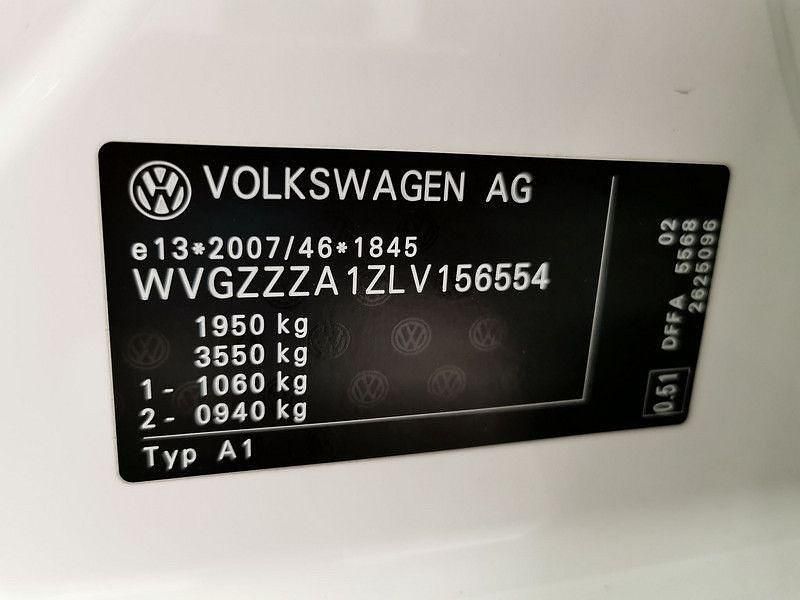 VOLKSWAGEN AG
e13*2007/46*1845
WVGZZZA1ZLV156554
1950 kg
3550 kg
1- 1060 kg
2- 0940 kg
Typ A1
02
DFFA 5568
2625096
0.51